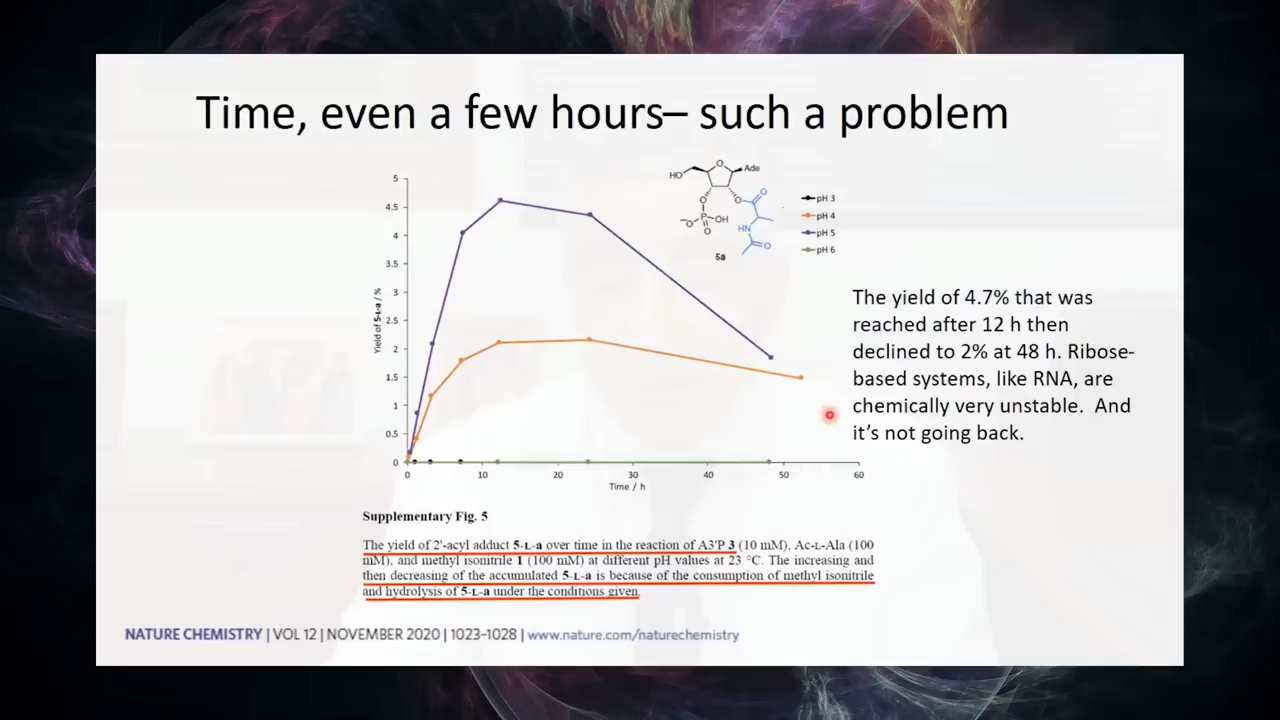 Time, even a few hours– such a problem
5
4.5
4
3.5
3
2.5
2
1.5
1
0.5
0
Yield of 5-L-a / %
0 10 20 30 40 50 60
Time / h
HO
O
Ade
O
O
O
P
OH
⁻O
O
HN
O
5a
pH 3
pH 4
pH 5
pH 6
The yield of 4.7% that was
reached after 12 h then
declined to 2% at 48 h. Ribose-
based systems, like RNA, are
chemically very unstable. And
it’s not going back.
Supplementary Fig. 5
The yield of 2'-acyl adduct 5-L-a over time in the reaction of A3'P 3 (10 mM), Ac-L-Ala (100
mM), and methyl isonitrile 1 (100 mM) at different pH values at 23 °C. The increasing and
then decreasing of the accumulated 5-L-a is because of the consumption of methyl isonitrile
and hydrolysis of 5-L-a under the conditions given.
NATURE CHEMISTRY | VOL 12 | NOVEMBER 2020 | 1023–1028 | www.nature.com/naturechemistry